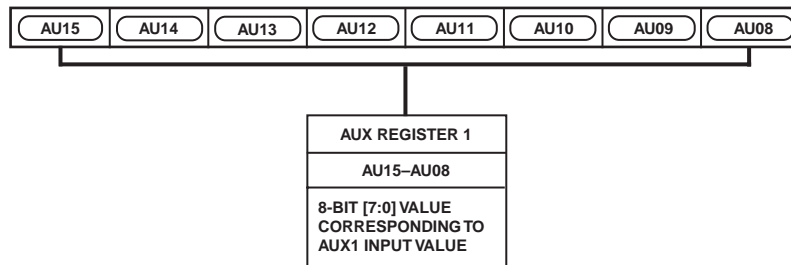 AU15 AU14 AU13 AU12 AU11 AU10 AU09 AU08
AUX REGISTER 1
AU15–AU08
8-BIT [7:0] VALUE
CORRESPONDING TO
AUX1 INPUT VALUE